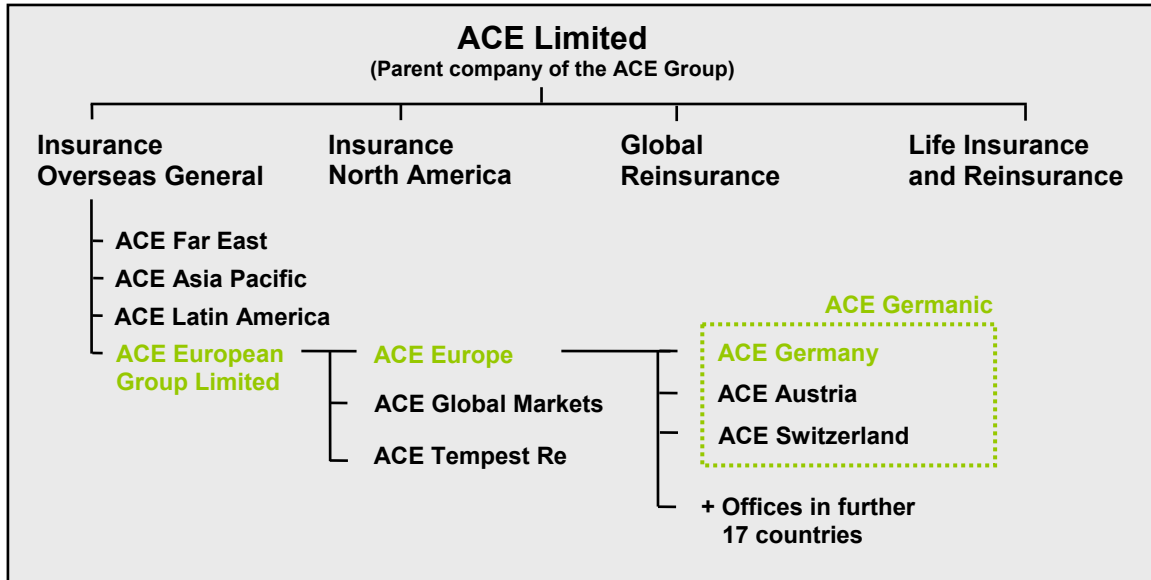 ACE Limited
(Parent company of the ACE Group)
Insurance
Overseas General
Insurance
North America
Global
Reinsurance
Life Insurance
and Reinsurance
ACE Far East
ACE Asia Pacific
ACE Latin America
ACE European
Group Limited
ACE Europe
ACE Global Markets
ACE Tempest Re
ACE Germanic
ACE Germany
ACE Austria
ACE Switzerland
+ Offices in further
17 countries